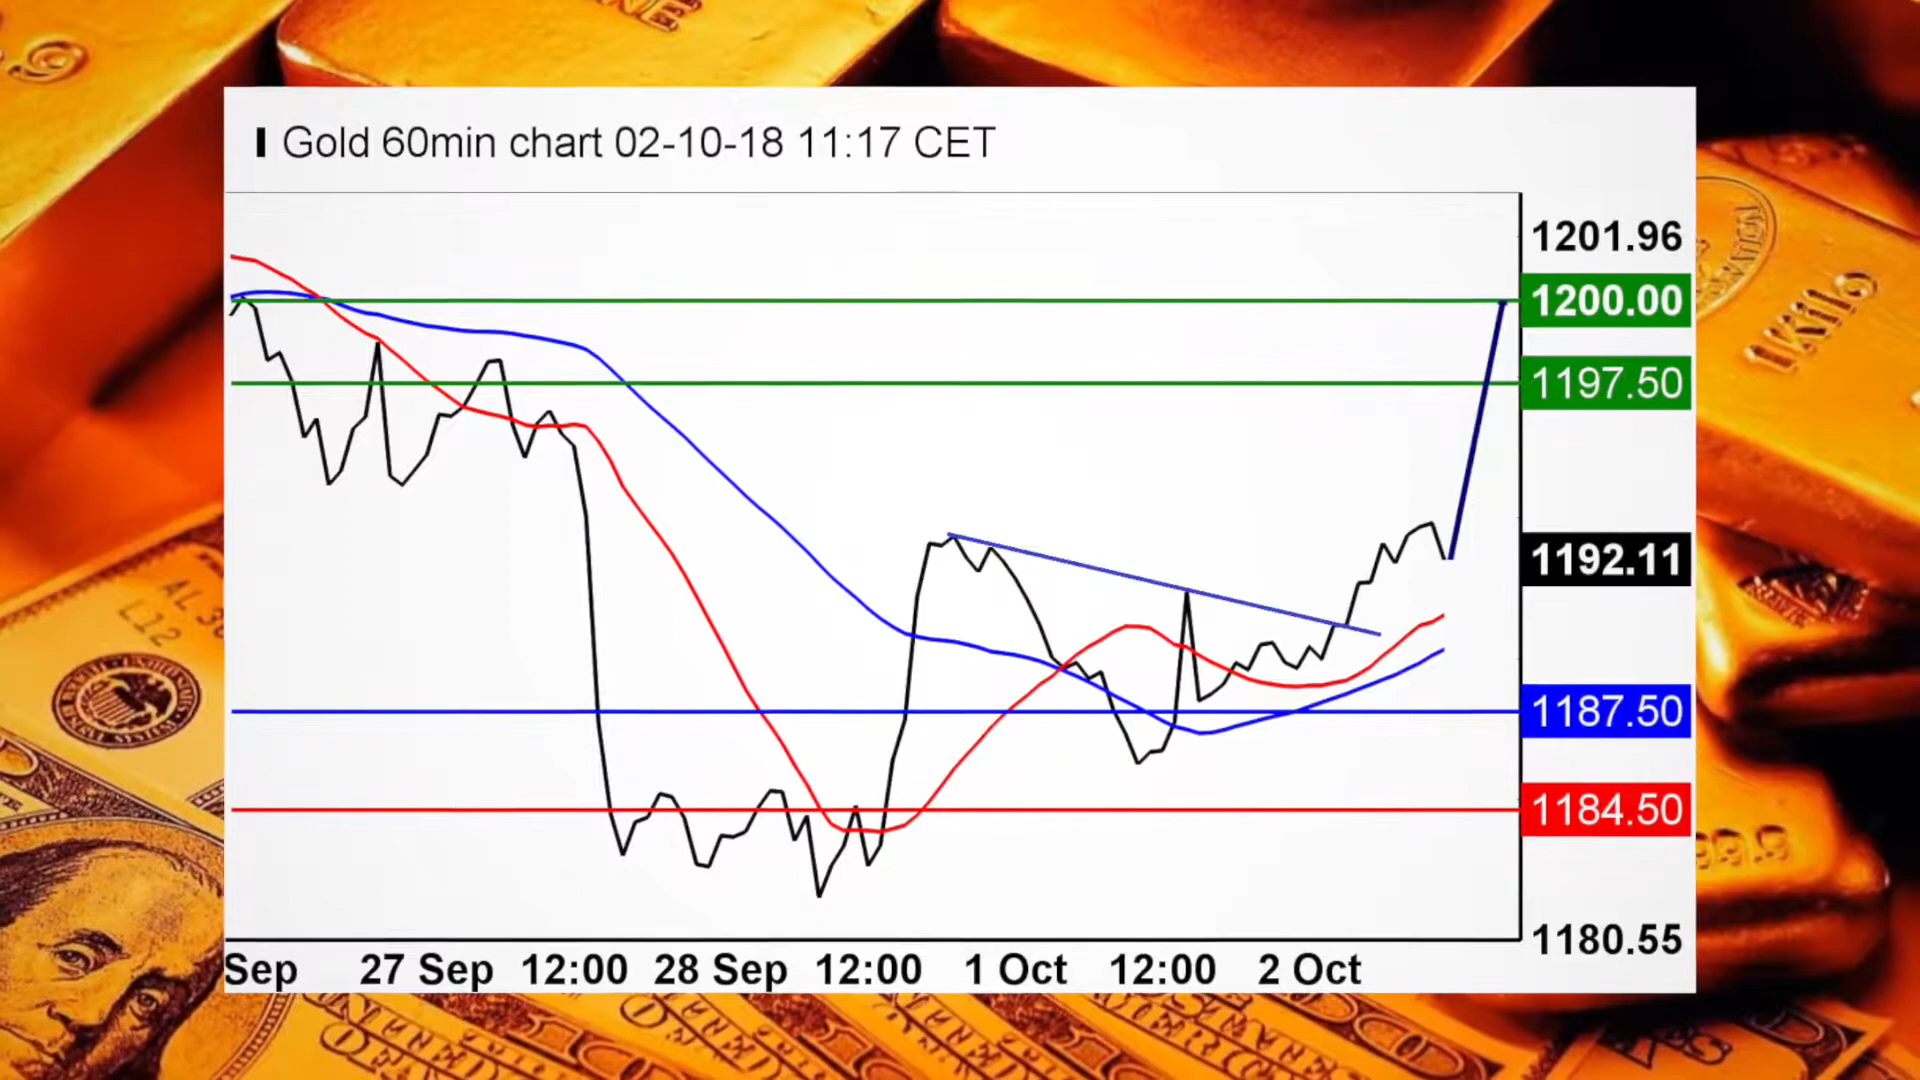 Gold 60min chart 02-10-18 11:17 CET
1201.96
1200.00
1197.50
1192.11
1187.50
1184.50
1180.55
Sep 27 Sep 12:00 28 Sep 12:00 1 Oct 12:00 2 Oct
1Kilo
L12